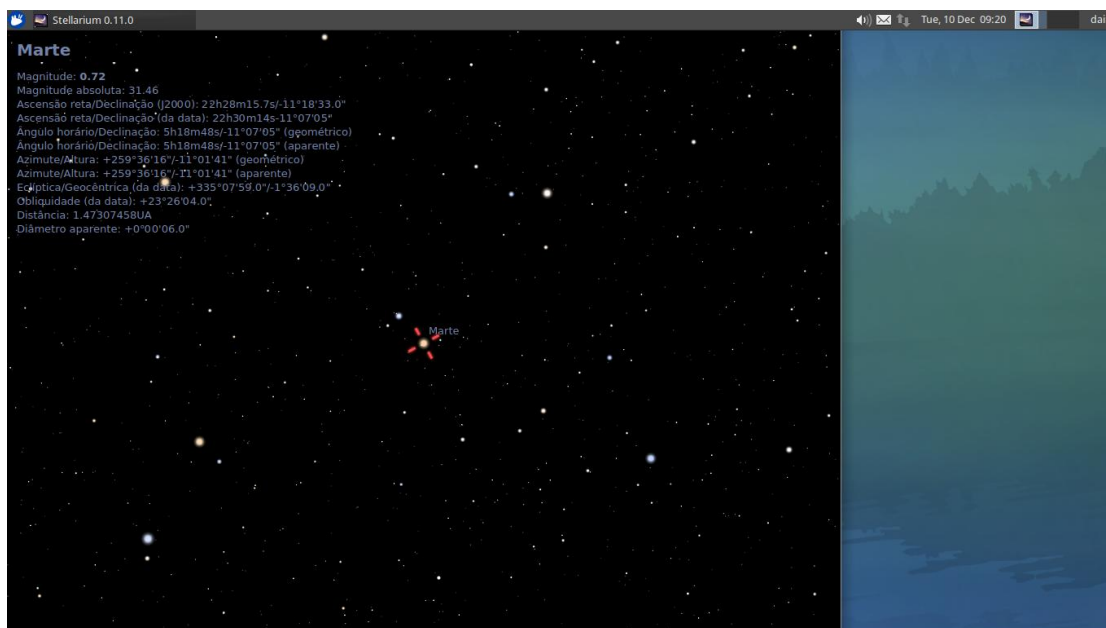 Stellarium 0.11.0
Tue, 10 Dec 09:20
dai
Marte
Magnitude: 0.72
Magnitude absoluta: 31.46
Ascensão reta/Declinação (J2000): 22h28m15.7s/-11°18'33.0"
Ascensão reta/Declinação (da data): 22h30m14s-11°07'05"
Ângulo horário/Declinação: 5h18m48s/-11°07'05" (geométrico)
Ângulo horário/Declinação: 5h18m48s/-11°07'05" (aparente)
Azimute/Altura: +259°36'16"/-11°01'41" (geométrico)
Azimute/Altura: +259°36'16"/-11°01'41" (aparente)
Eclíptica/Geocêntrica (da data): +335°07'59.0"/-1°36'09.0"
Obliquidade (da data): +23°26'04.0"
Distância: 1.47307458UA
Diâmetro aparente: +0°00'06.0"
Marte